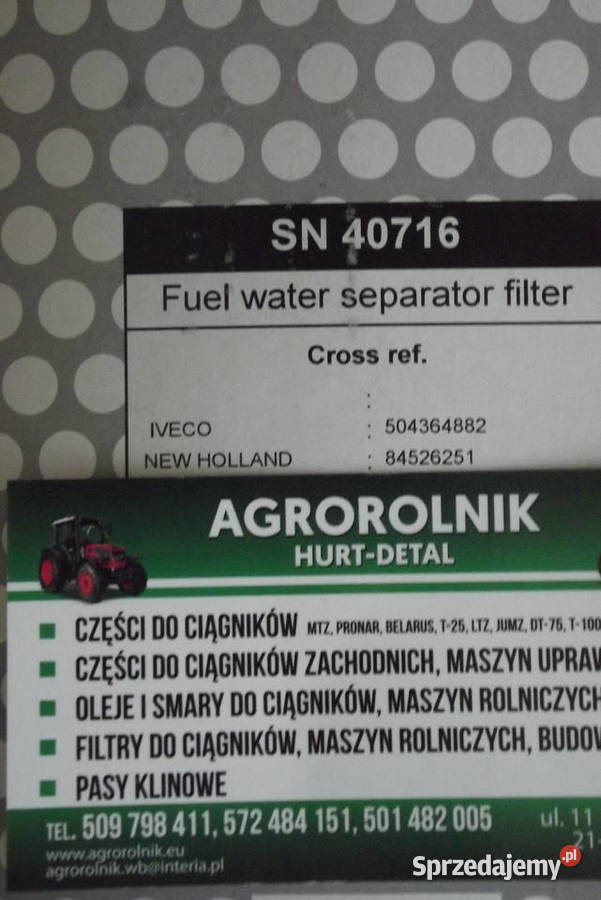 SN 40716
Fuel water separator filter
Cross ref.
:
IVECO : 504364882
NEW HOLLAND : 84526251
AGROROLNIK
HURT-DETAL
CZĘŚCI DO CIĄGNIKÓW MTZ, PRONAR, BELARUS, T-25, LTZ, JUMZ, DT-75, T-100
CZĘŚCI DO CIĄGNIKÓW ZACHODNICH, MASZYN UPRAW
OLEJE I SMARY DO CIĄGNIKÓW, MASZYN ROLNICZYCH
FILTRY DO CIĄGNIKÓW, MASZYN ROLNICZYCH, BUDOW
PASY KLINOWE
TEL. 509 798 411, 572 484 151, 501 482 005
ul. 11
21-
www.agrorolnik.eu
agrorolnik.wb@interia.pl
Sprzedajemy.pl